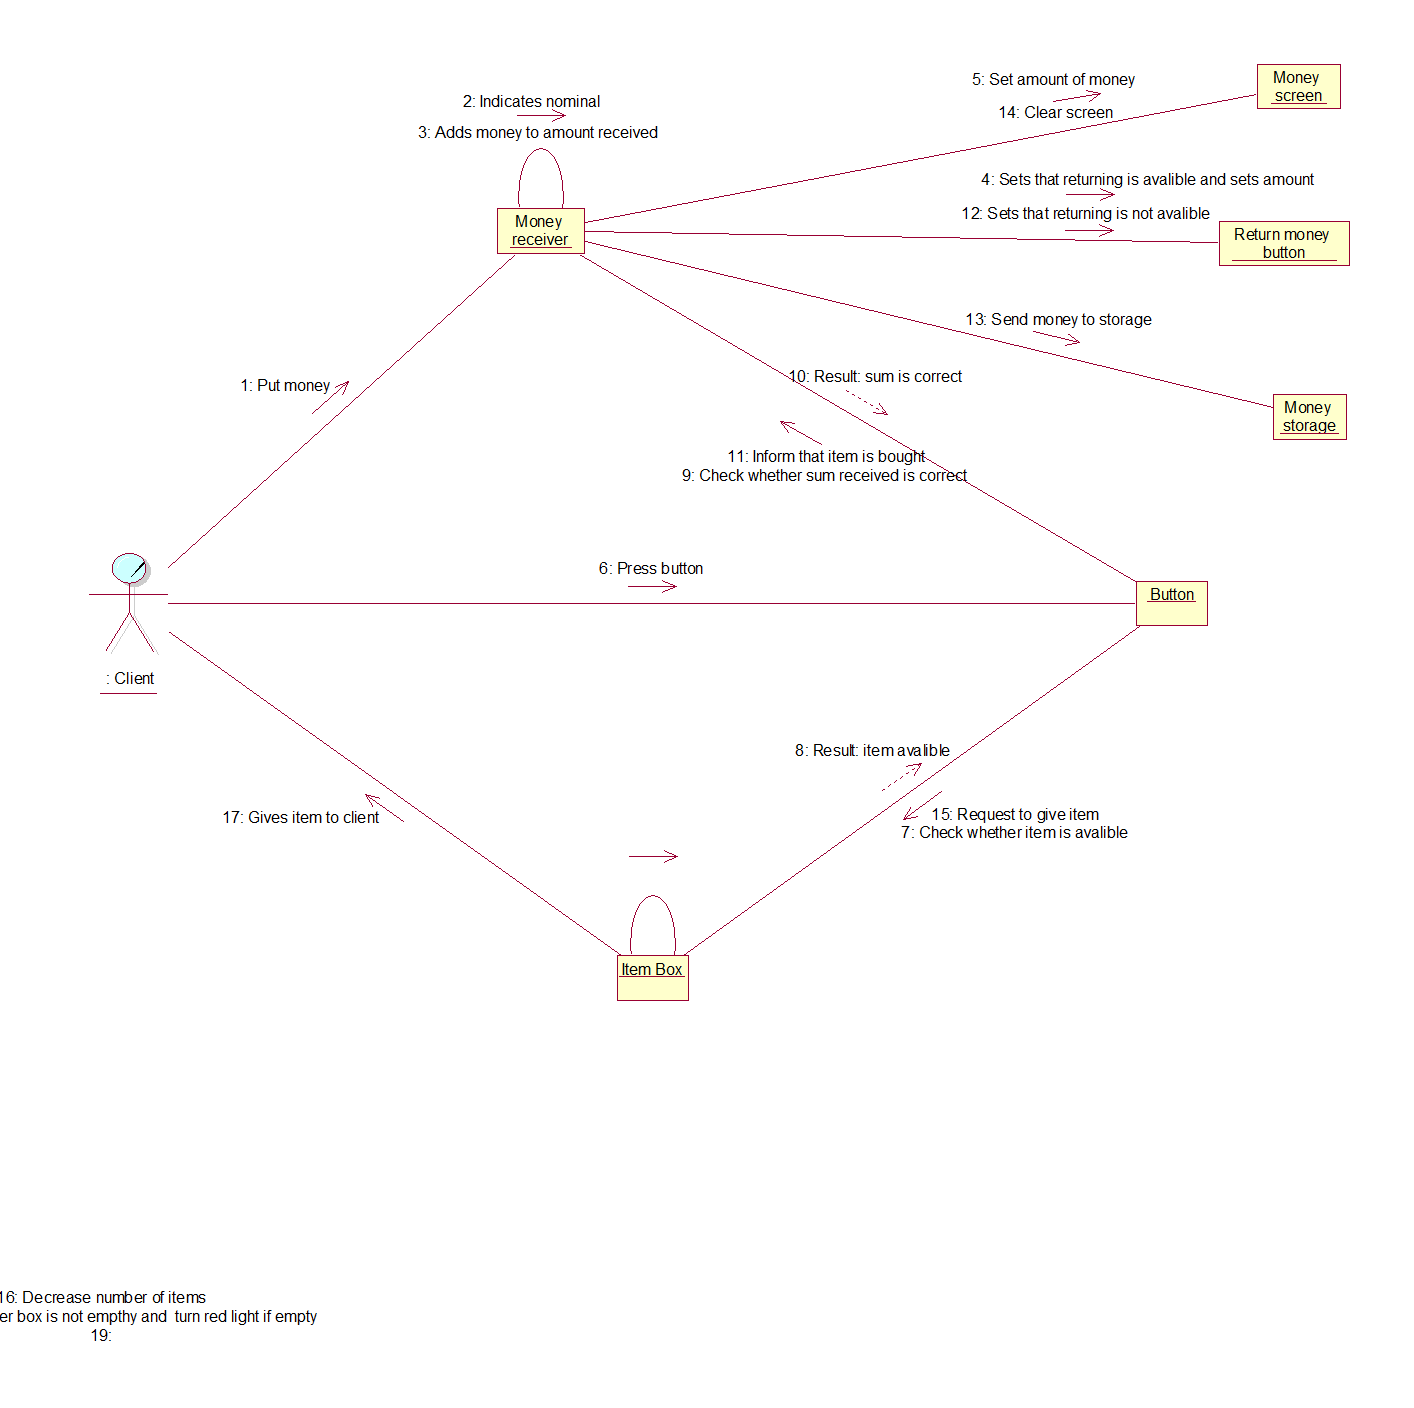 5: Set amount of money
14: Clear screen
Money
screen
2: Indicates nominal
3: Adds money to amount received
4: Sets that returning is avalible and sets amount
12: Sets that returning is not avalible
Money
receiver
Return money
button
13: Send money to storage
10: Result: sum is correct
1: Put money
Money
storage
11: Inform that item is bought
9: Check whether sum received is correct
6: Press button
Button
: Client
8: Result: item avalible
17: Gives item to client
15: Request to give item
7: Check whether item is avalible
Item Box
16: Decrease number of items
er box is not empthy and turn red light if empty
19: